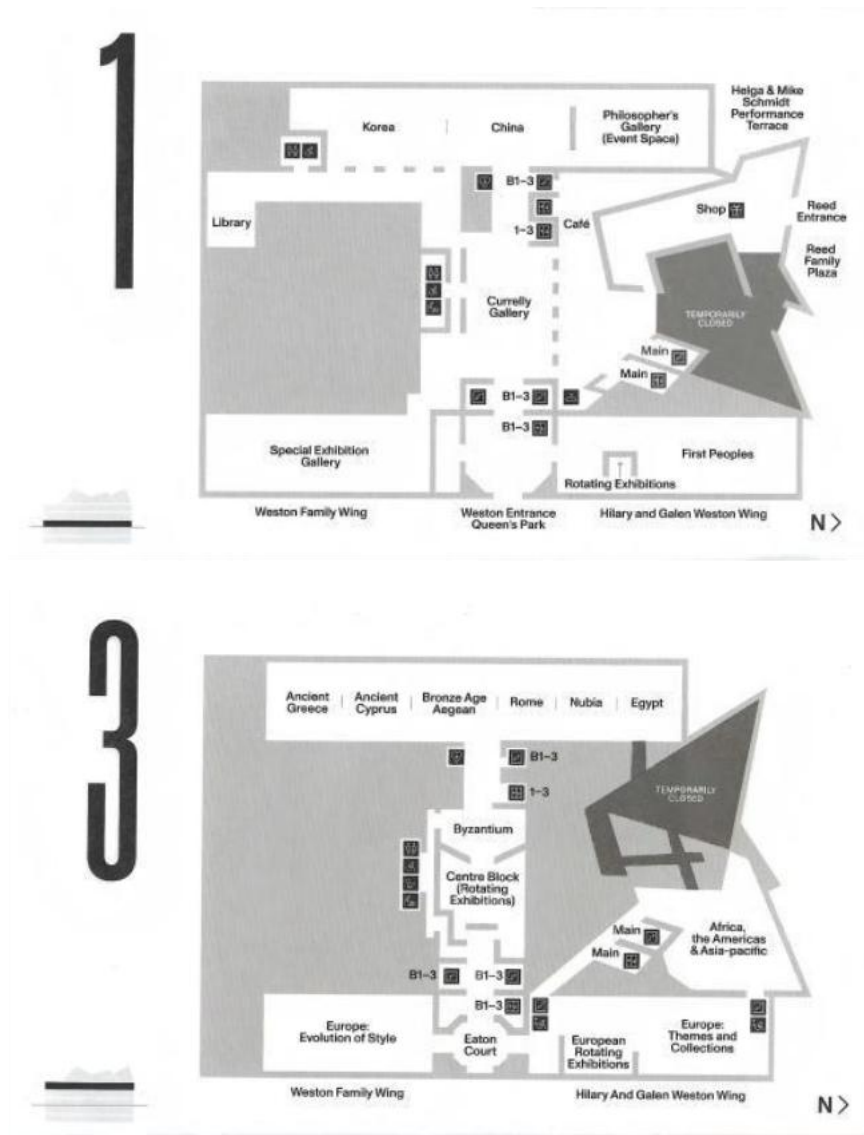 1
Helga & Mike
Schmidt
Performance
Terrace
Korea
China
Philosopher's
Gallery
(Event Space)
B1–3
Library
Shop
Reed
Entrance
1–3
Café
Reed
Family
Plaza
Currelly
Gallery
TEMPORARILY
CLOSED
Main
Main
B1–3
B1–3
Special Exhibition
Gallery
First Peoples
Rotating Exhibitions
Weston Family Wing
Weston Entrance
Queen's Park
Hilary and Galen Weston Wing
N>
3
Ancient
Greece
Ancient
Cyprus
Bronze Age
Aegean
Rome
Nubia
Egypt
B1–3
1–3
TEMPORARILY
CLOSED
Byzantium
Centre Block
(Rotating
Exhibitions)
Main
Main
Africa,
the Americas
& Asia-pacific
B1–3
B1–3
B1–3
Europe:
Evolution of Style
Eaton
Court
European
Rotating
Exhibitions
Europe:
Themes and
Collections
Weston Family Wing
Hilary And Galen Weston Wing
N>